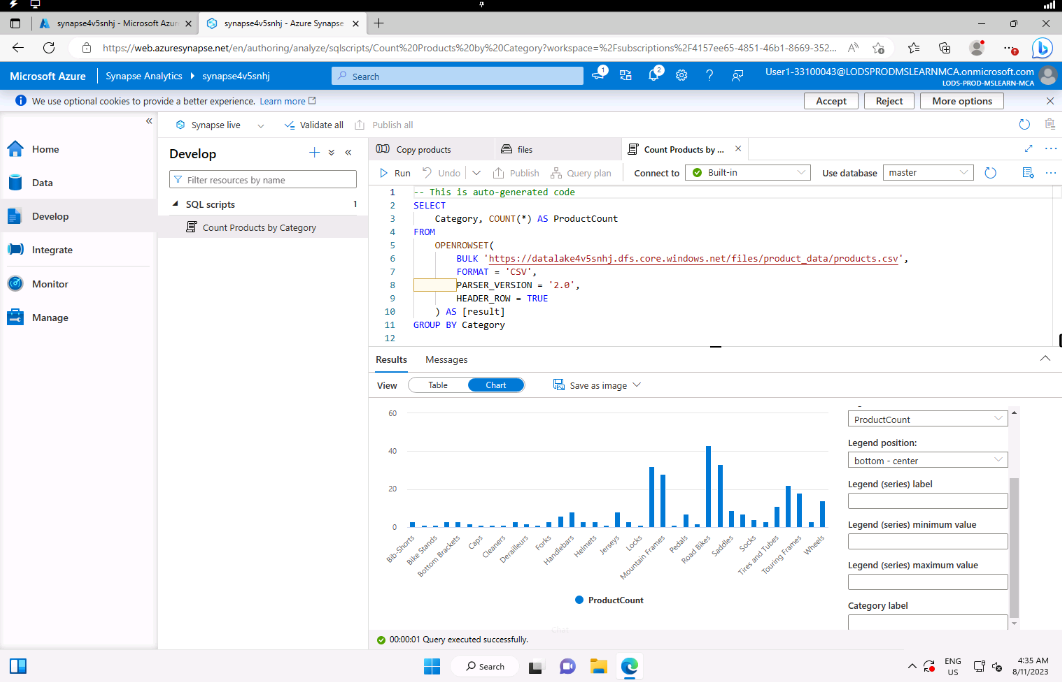 synapse4v5snhj - Microsoft Azur
synapse4v5snhj - Azure Synapse
https://web.azuresynapse.net/en/authoring/analyze/sqlscripts/Count%20Products%20by%20Category?workspace=%2Fsubscriptions%2F4157ee65-4851-46b1-8669-352...
Microsoft Azure
Synapse Analytics
synapse4v5snhj
Search
1
2
User1-33100043@LODSPRODMSLEARNMCA.onmicrosoft.com
LODS-PROD-MSLEARN-MCA
We use optional cookies to provide a better experience. Learn more
Accept
Reject
More options
Home
Data
Develop
Integrate
Monitor
Manage
Synapse live
Validate all
Publish all
Develop
Filter resources by name
SQL scripts
1
Count Products by Category
Copy products
files
Count Products by ...
Run
Undo
Publish
Query plan
Connect to
Built-in
Use database
master
1 -- This is auto-generated code
2 SELECT
3 Category, COUNT(*) AS ProductCount
4 FROM
5 OPENROWSET(
6 BULK 'https://datalake4v5snhj.dfs.core.windows.net/files/product_data/products.csv',
7 FORMAT = 'CSV',
8 PARSER_VERSION = '2.0',
9 HEADER_ROW = TRUE
10 ) AS [result]
11 GROUP BY Category
12
Results
Messages
View
Table
Chart
Save as image
60
40
20
0
Bib-Shorts
Bike Stands
Bottom Brackets
Caps
Cleaners
Derailleurs
Forks
Handlebars
Helmets
Jerseys
Locks
Mountain Frames
Pedals
Road Bikes
Saddles
Socks
Tires and Tubes
Touring Frames
Wheels
ProductCount
ProductCount
Legend position:
bottom - center
Legend (series) label
Legend (series) minimum value
Legend (series) maximum value
Category label
00:00:01 Query executed successfully.
Search
ENG
US
4:35 AM
8/11/2023